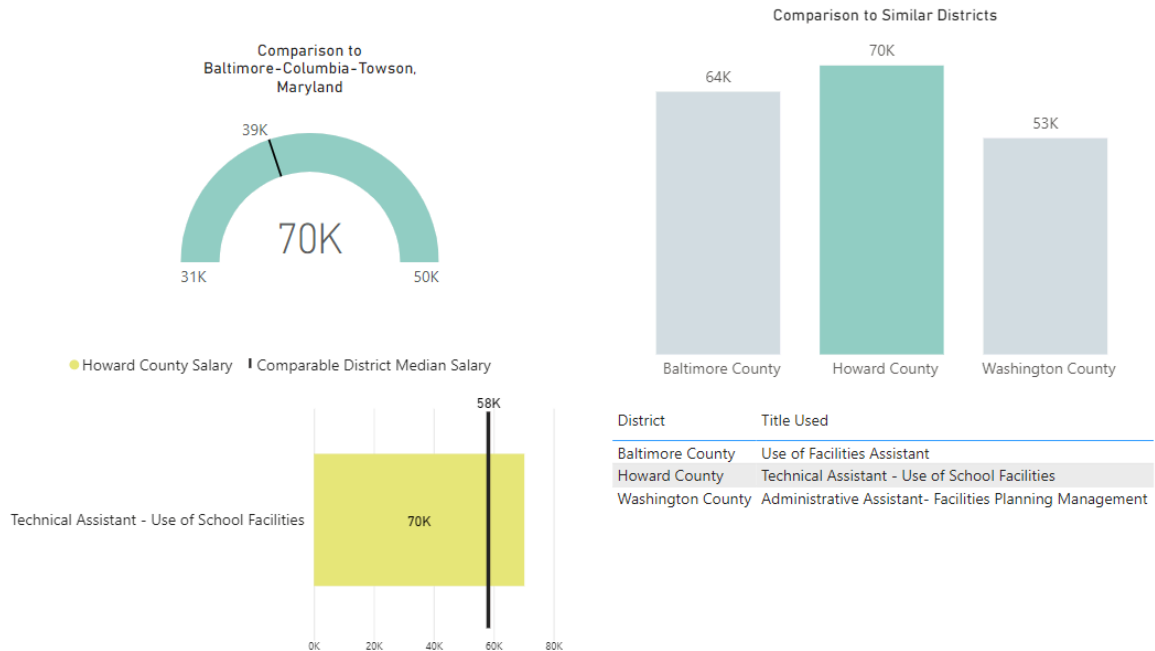 Comparison to
Baltimore-Columbia-Towson,
Maryland
39K
70K
31K
50K
Comparison to Similar Districts
64K
70K
53K
Baltimore County
Howard County
Washington County
Howard County Salary
Comparable District Median Salary
58K
Technical Assistant - Use of School Facilities
70K
0K
20K
40K
60K
80K
District Title Used
Baltimore County Use of Facilities Assistant
Howard County Technical Assistant - Use of School Facilities
Washington County Administrative Assistant- Facilities Planning Management